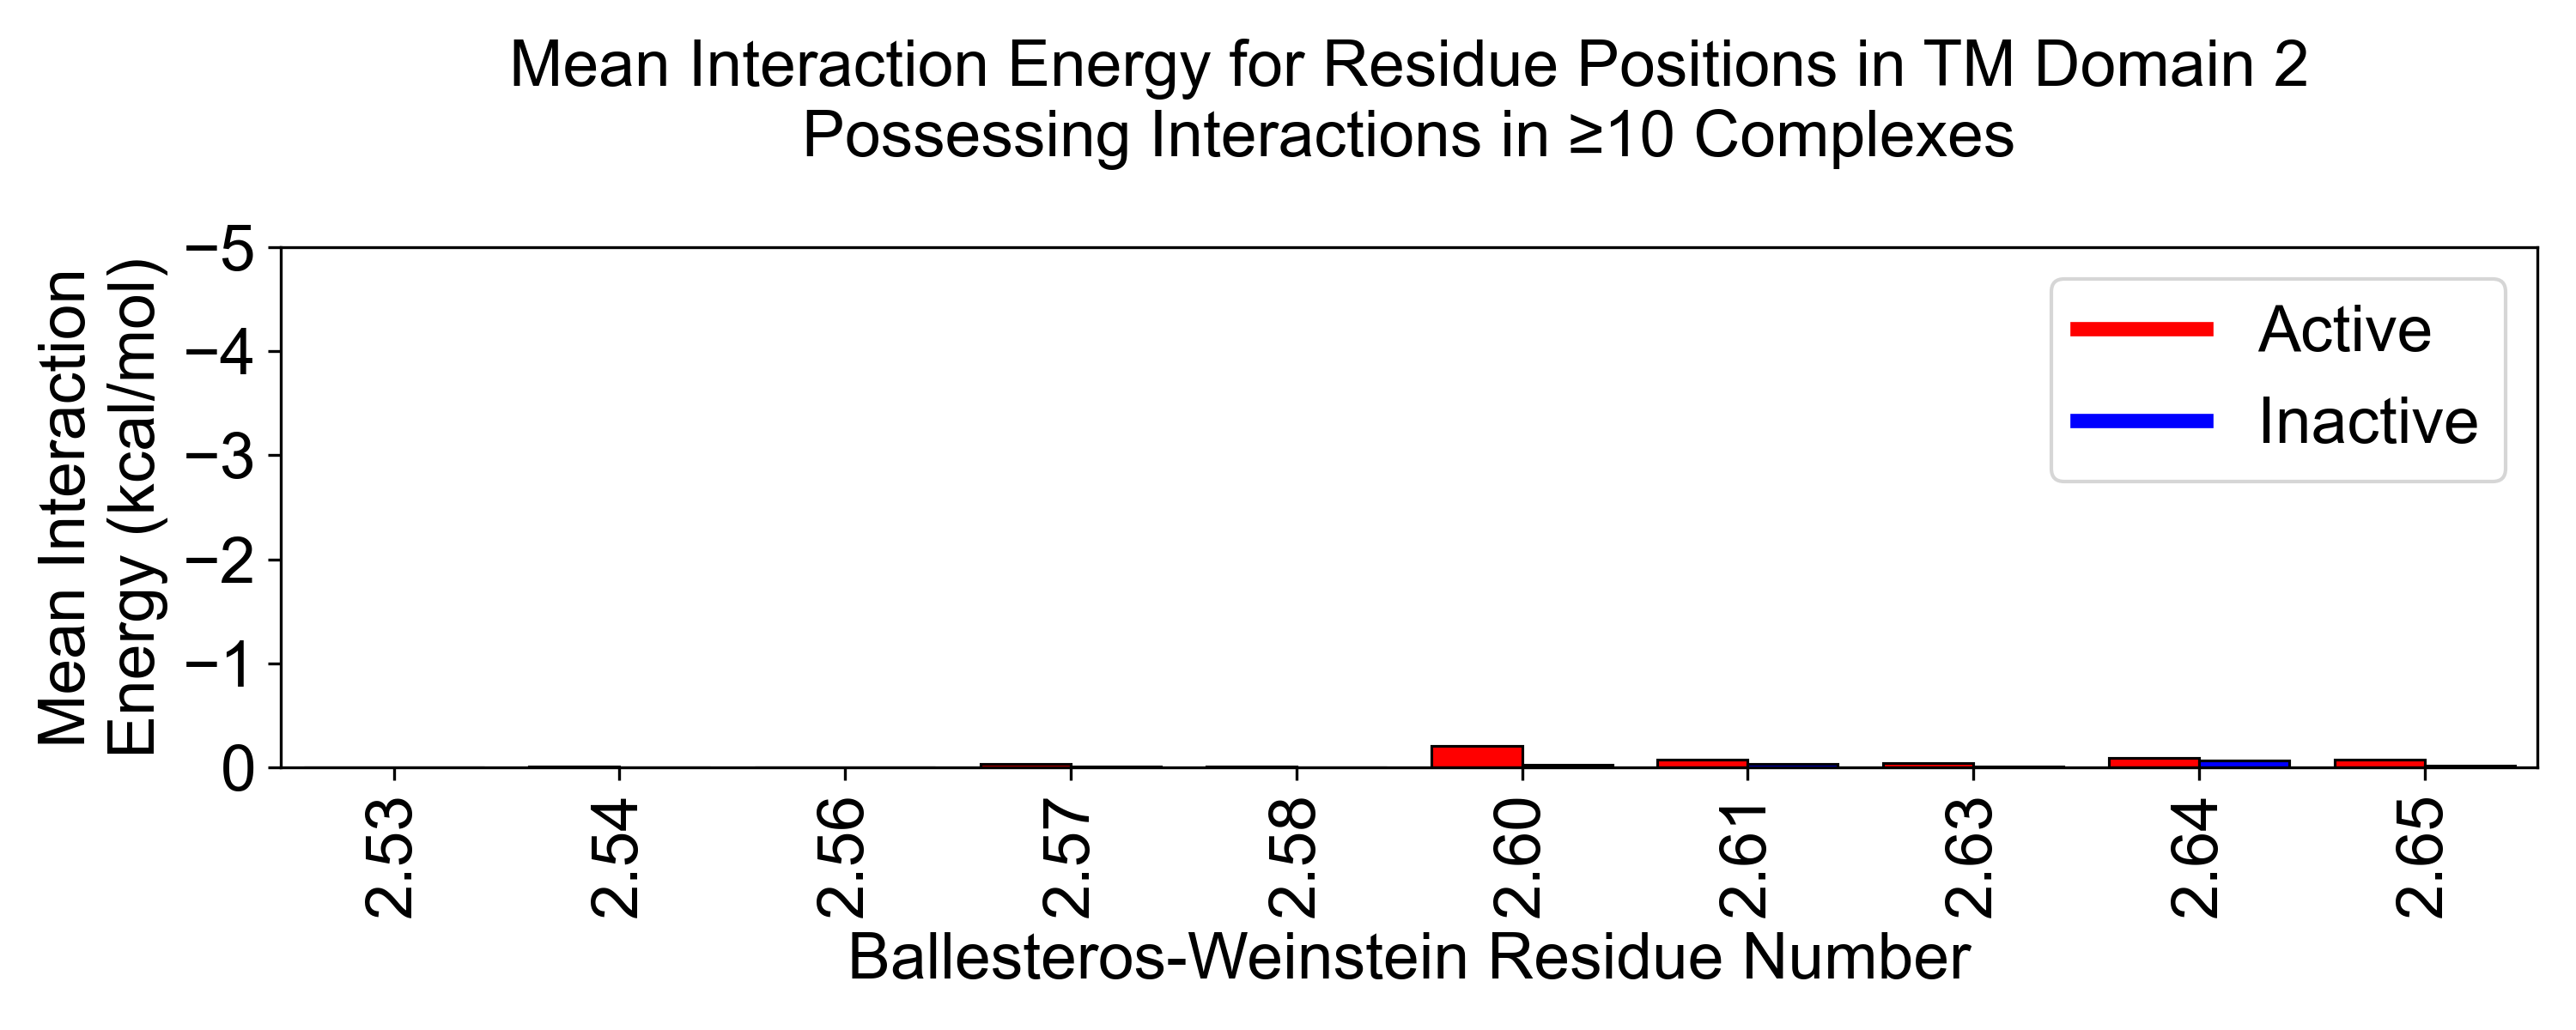 Mean Interaction Energy for Residue Positions in TM Domain 2
Possessing Interactions in ≥10 Complexes
Mean Interaction
Energy (kcal/mol)
−5
−4
−3
−2
−1
0
Active
Inactive
2.53
2.54
2.56
2.57
2.58
2.60
2.61
2.63
2.64
2.65
Ballesteros-Weinstein Residue Number